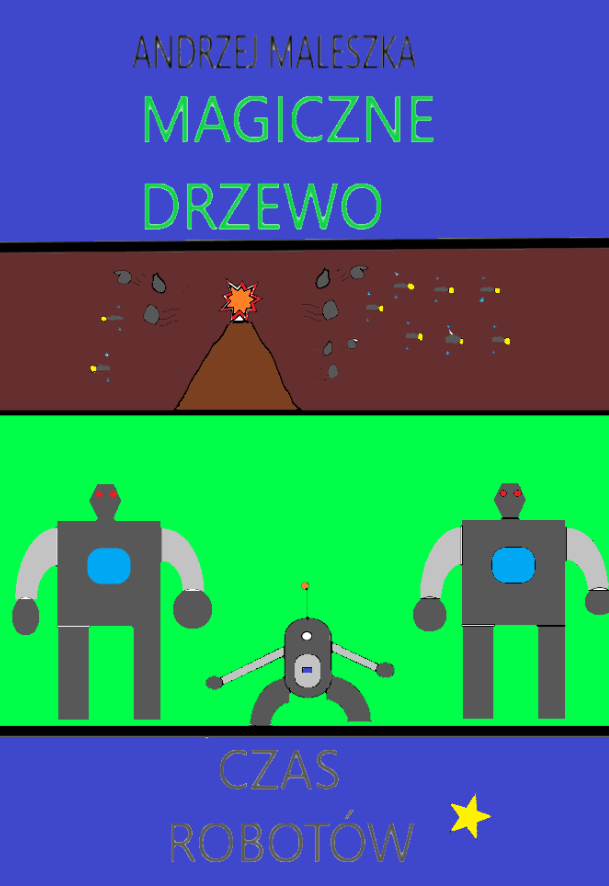 ANDRZEJ MALESZKA
MAGICZNE
DRZEWO
CZAS
ROBOTÓW